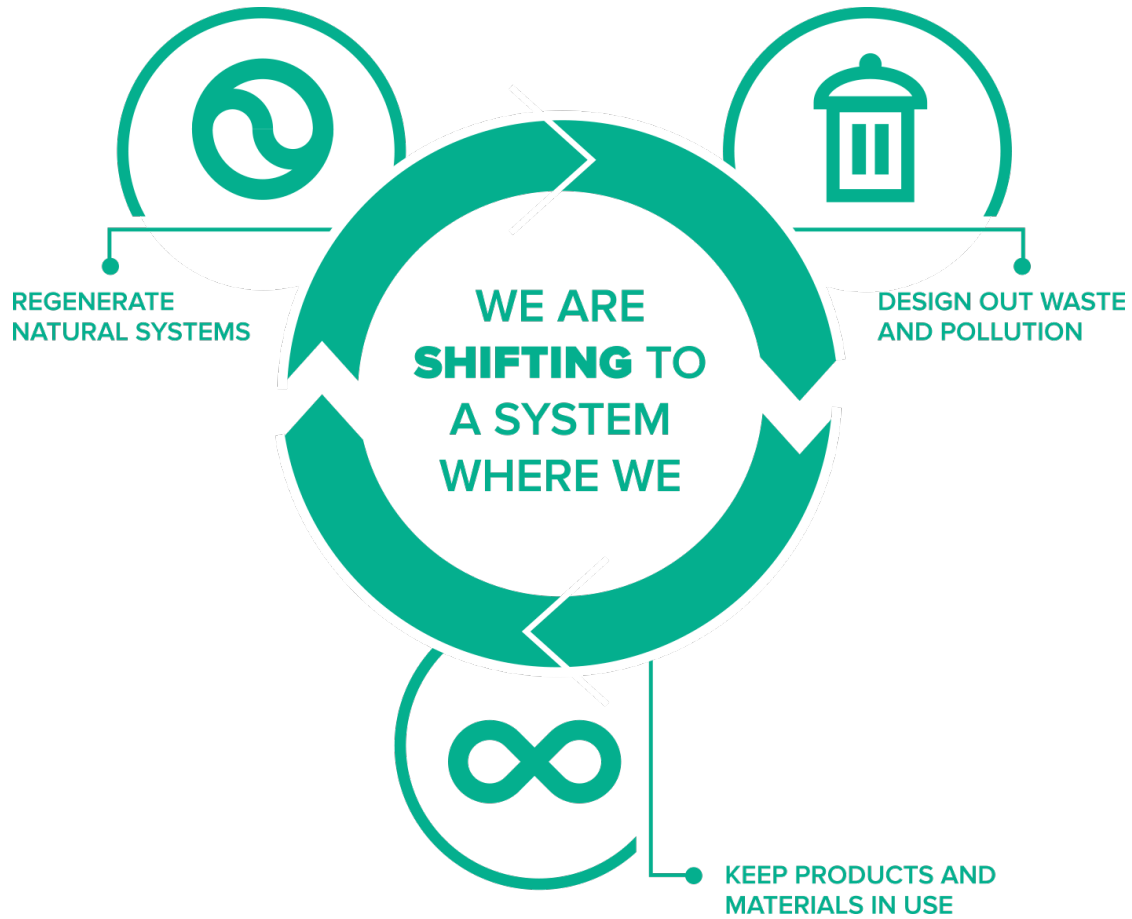 WE ARE
SHIFTING TO
A SYSTEM
WHERE WE
REGENERATE
NATURAL SYSTEMS
DESIGN OUT WASTE
AND POLLUTION
KEEP PRODUCTS AND
MATERIALS IN USE